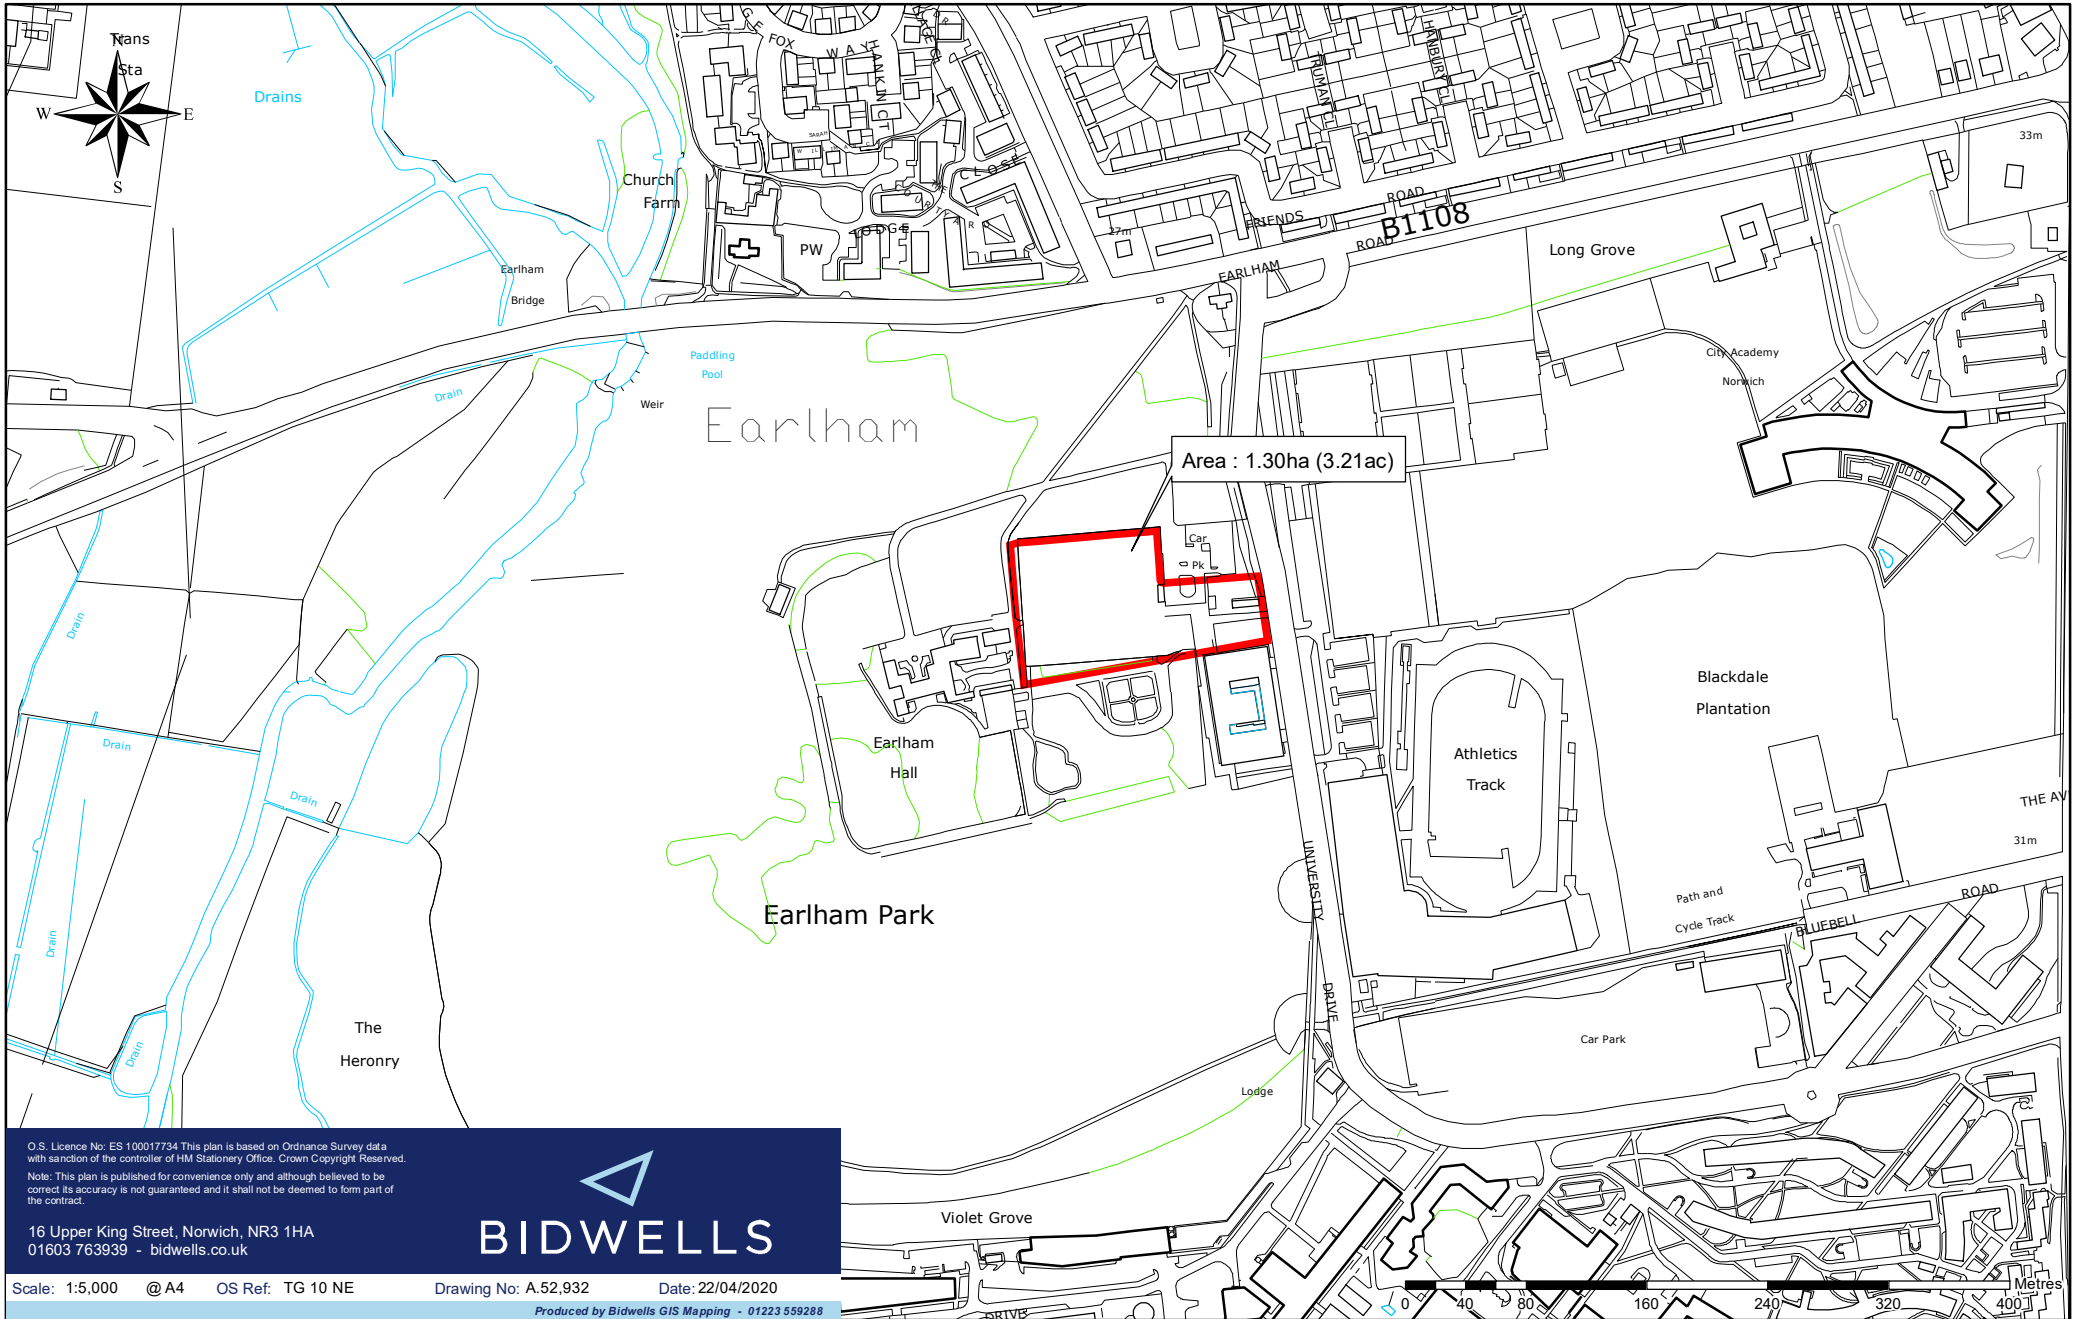 Trans
Sta
N
W
E
S
Drains
FOX
WAY
HANKIN CT
CLOSE
Church
Farm
PW
Earlham
Bridge
27m
FRIENDS
ROAD
TRUMAN CL
HANBURY CL
B1108
EARLHAM
ROAD
Long Grove
33m
Paddling
Pool
Weir
Drain
City Academy
Norwich
Earlham
Area : 1.30ha (3.21ac)
Car
Pk
Drain
Drain
Drain
Drain
Drain
Earlham
Hall
Athletics
Track
Blackdale
Plantation
THE AV
31m
ROAD
BLUEBELL
Path and
Cycle Track
UNIVERSITY
DRIVE
Earlham Park
The
Heronry
Car Park
Lodge
Violet Grove
DRIVE
O.S. Licence No: ES 100017734 This plan is based on Ordnance Survey data
with sanction of the controller of HM Stationery Office. Crown Copyright Reserved.
Note: This plan is published for convenience only and although believed to be
correct its accuracy is not guaranteed and it shall not be deemed to form part of
the contract.
16 Upper King Street, Norwich, NR3 1HA
01603 763939 - bidwells.co.uk
BIDWELLS
Scale: 1:5,000 @ A4 OS Ref: TG 10 NE Drawing No: A.52,932 Date: 22/04/2020
Produced by Bidwells GIS Mapping - 01223 559288
Metres
0 40 80 160 240 320 400